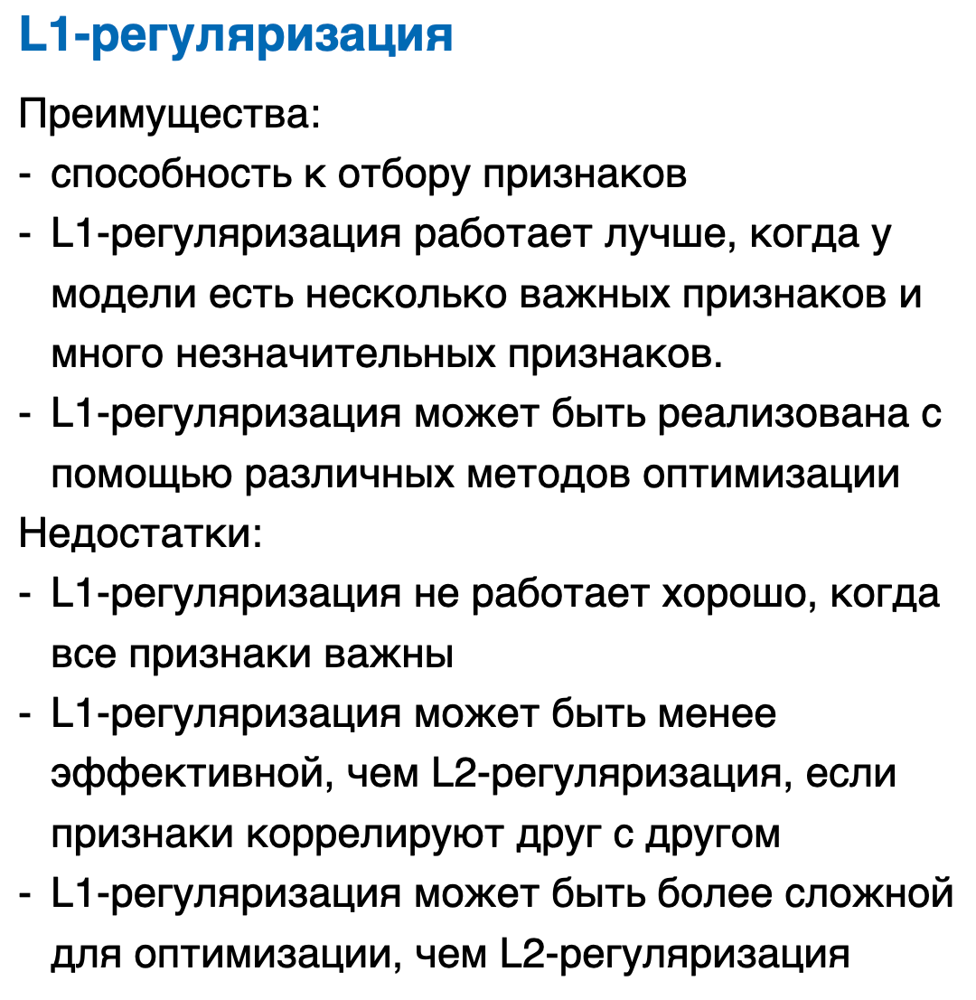 L1-регуляризация
Преимущества:
- способность к отбору признаков
- L1-регуляризация работает лучше, когда у
модели есть несколько важных признаков и
много незначительных признаков.
- L1-регуляризация может быть реализована с
помощью различных методов оптимизации
Недостатки:
- L1-регуляризация не работает хорошо, когда
все признаки важны
- L1-регуляризация может быть менее
эффективной, чем L2-регуляризация, если
признаки коррелируют друг с другом
- L1-регуляризация может быть более сложной
для оптимизации, чем L2-регуляризация